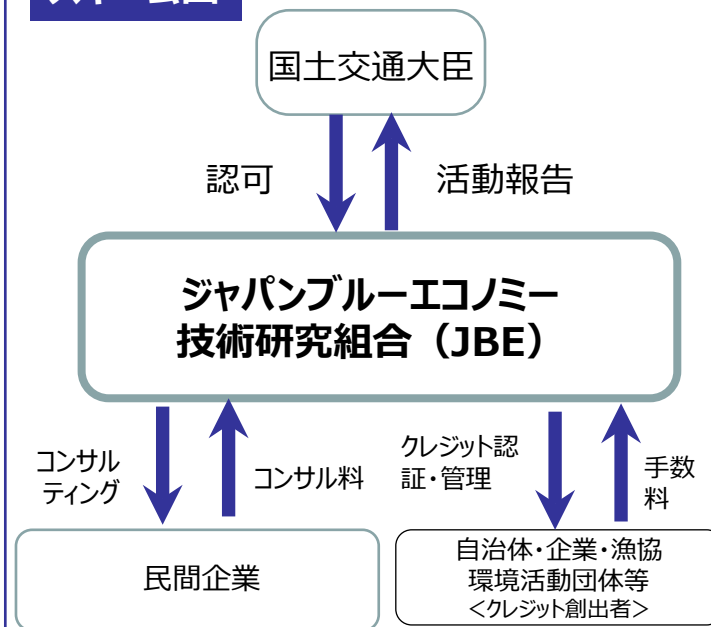 国土交通大臣
認可
活動報告
ジャパンブルーエコノミー
技術研究組合（JBE）
コンサル
ティング
コンサル料
クレジット認
証・管理
手数
料
民間企業
自治体・企業・漁協
環境活動団体等
＜クレジット創出者＞